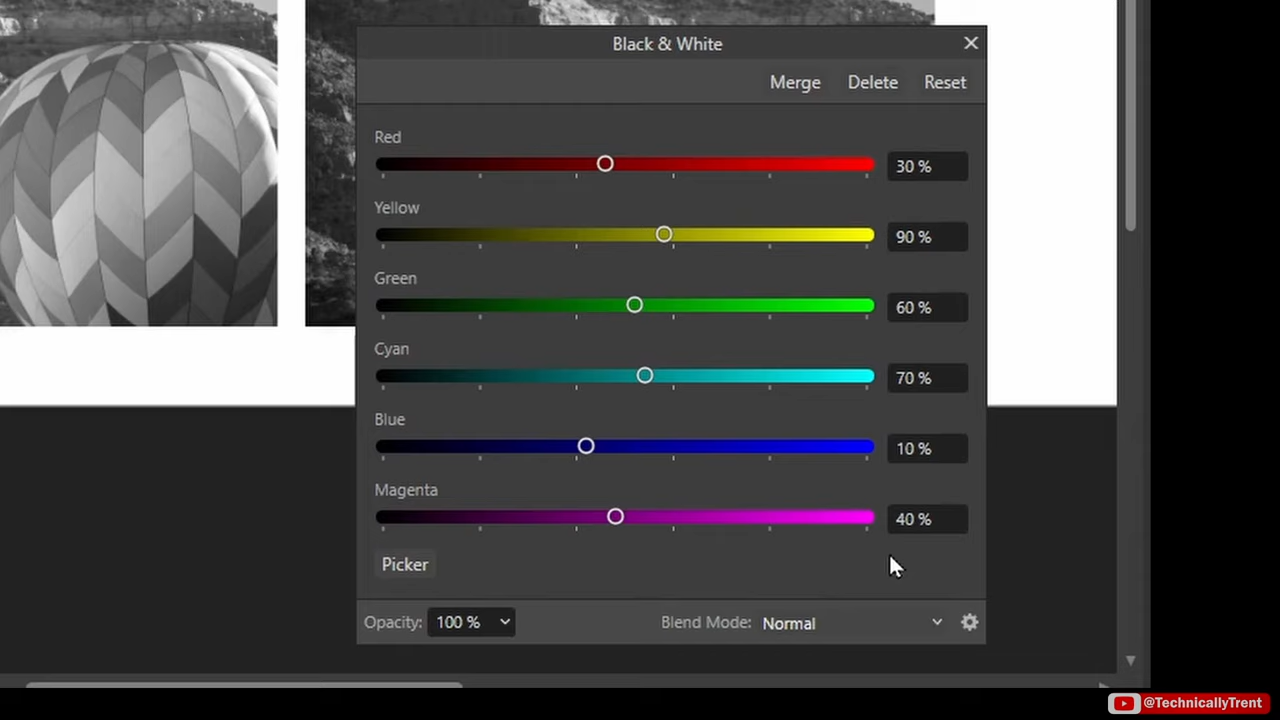 Black & White
Merge Delete Reset
Red
30 %
Yellow
90 %
Green
60 %
Cyan
70 %
Blue
10 %
Magenta
40 %
Picker
Opacity: 100 % Blend Mode: Normal
@TechnicallyTrent